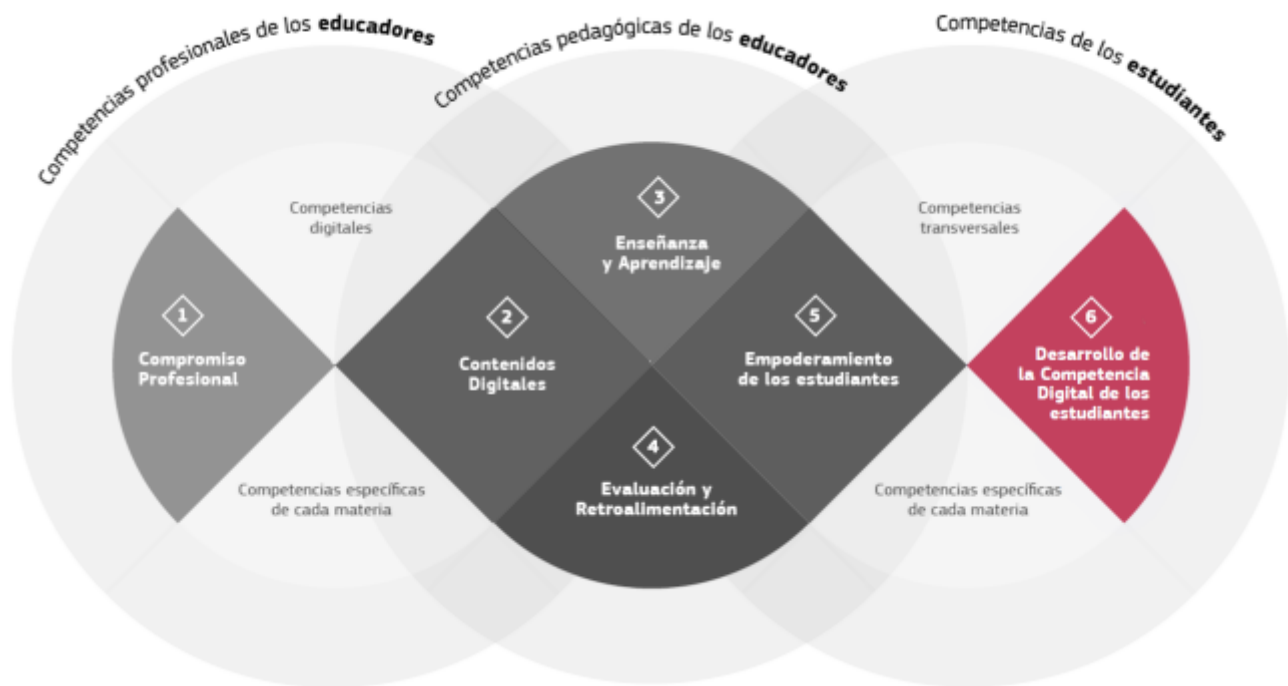 Competencias profesionales de los educadores
Competencias pedagógicas de los educadores
Competencias de los estudiantes
Competencias
digitales
3
Enseñanza
y Aprendizaje
Competencias
transversales
1
Compromiso
Profesional
2
Contenidos
Digitales
5
Empoderamiento
de los estudiantes
6
Desarrollo de
la Competencia
Digital de los
estudiantes
Competencias específicas
de cada materia
4
Evaluación y
Retroalimentación
Competencias específicas
de cada materia